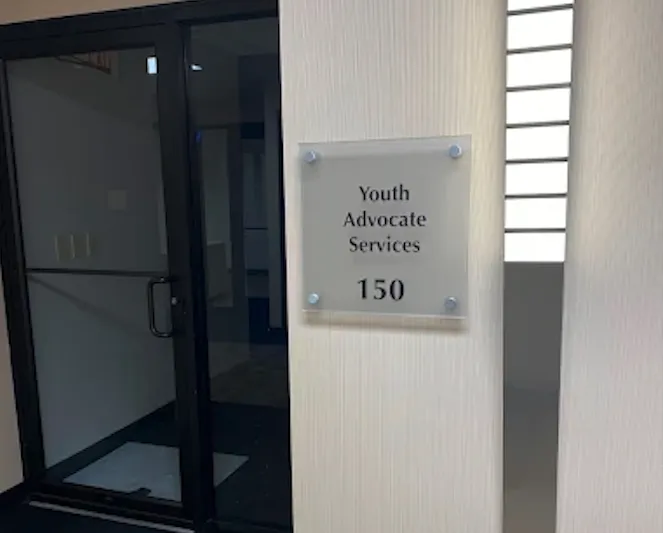 Youth
Advocate
Services
150